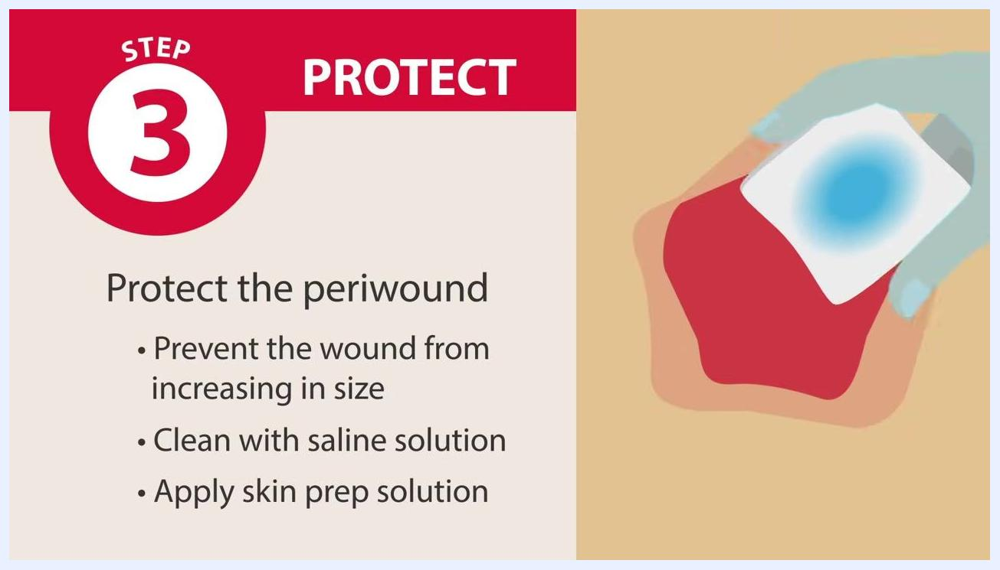 STEP
3
PROTECT
Protect the periwound
• Prevent the wound from
increasing in size
• Clean with saline solution
• Apply skin prep solution